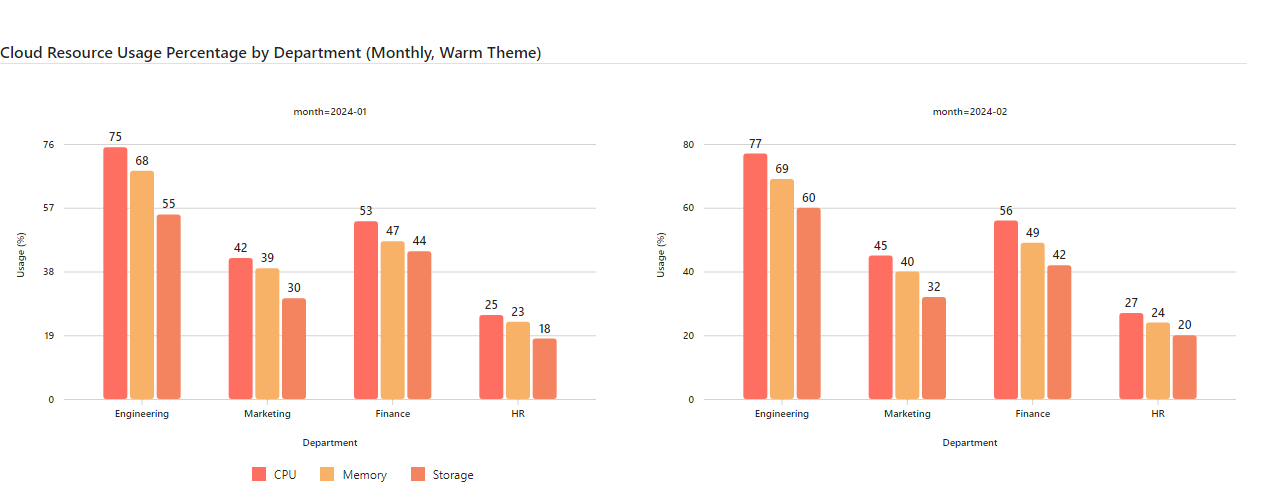 Cloud Resource Usage Percentage by Department (Monthly, Warm Theme)
month=2024-01
76
57
38
19
0
Usage (%)
75
68
55
42
39
30
53
47
44
25
23
18
Engineering
Marketing
Finance
HR
Department
month=2024-02
80
60
40
20
0
Usage (%)
77
69
60
45
40
32
56
49
42
27
24
20
Engineering
Marketing
Finance
HR
Department
CPU
Memory
Storage